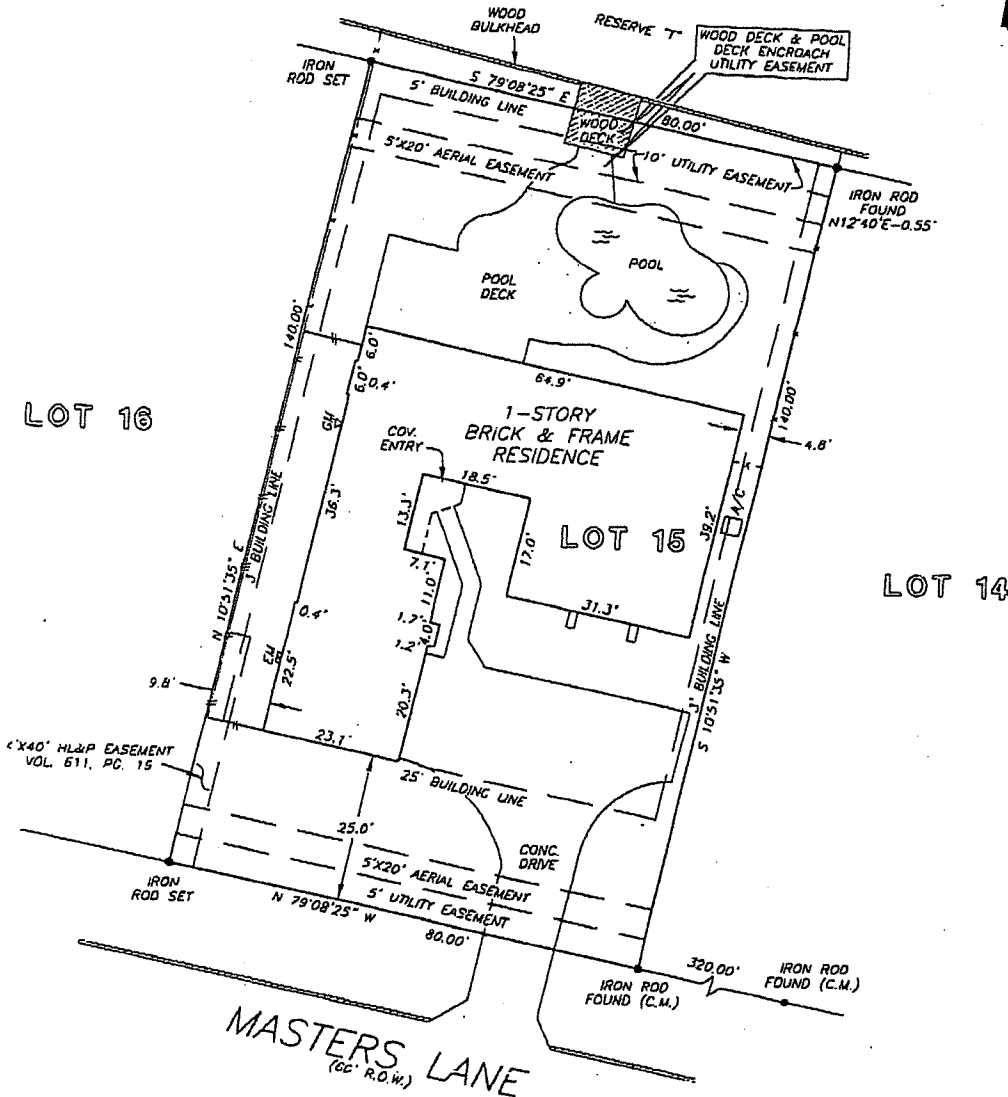 WOOD
BULKHEAD
RESERVE "I"
WOOD DECK & POOL
DECK ENCROACH
UTILITY EASEMENT
IRON
ROD SET
S 79°08'25" E
80.00'
5' BUILDING LINE
WOOD
DECK
5'X20' AERIAL EASEMENT
10' UTILITY EASEMENT
IRON ROD
FOUND
N12°40'E-0.55'
POOL
POOL
DECK
140.00'
6.0'
6.0'
0.4'
64.9'
140.00'
4.8'
LOT 16
GM
1-STORY
BRICK & FRAME
RESIDENCE
COV.
ENTRY
18.5'
36.3'
13.3'
39.2'
A/C
3' BUILDING LINE
LOT 15
17.0'
7.1'
11.0'
LOT 14
N 10°51'35" E
0.4'
31.3'
1.7'
4.0'
1.2'
EM
22.5'
9.8'
20.3'
3' BUILDING LINE
S 10°51'35" W
23.1'
X40' HL&P EASEMENT
VOL. 611, PG. 15
25' BUILDING LINE
25.0'
CONC.
DRIVE
5'X20' AERIAL EASEMENT
5' UTILITY EASEMENT
IRON
ROD SET
N 79°08'25" W
80.00'
320.00'
IRON ROD
FOUND (C.M.)
IRON ROD
FOUND (C.M.)
MASTERS LANE
(60' R.O.W.)